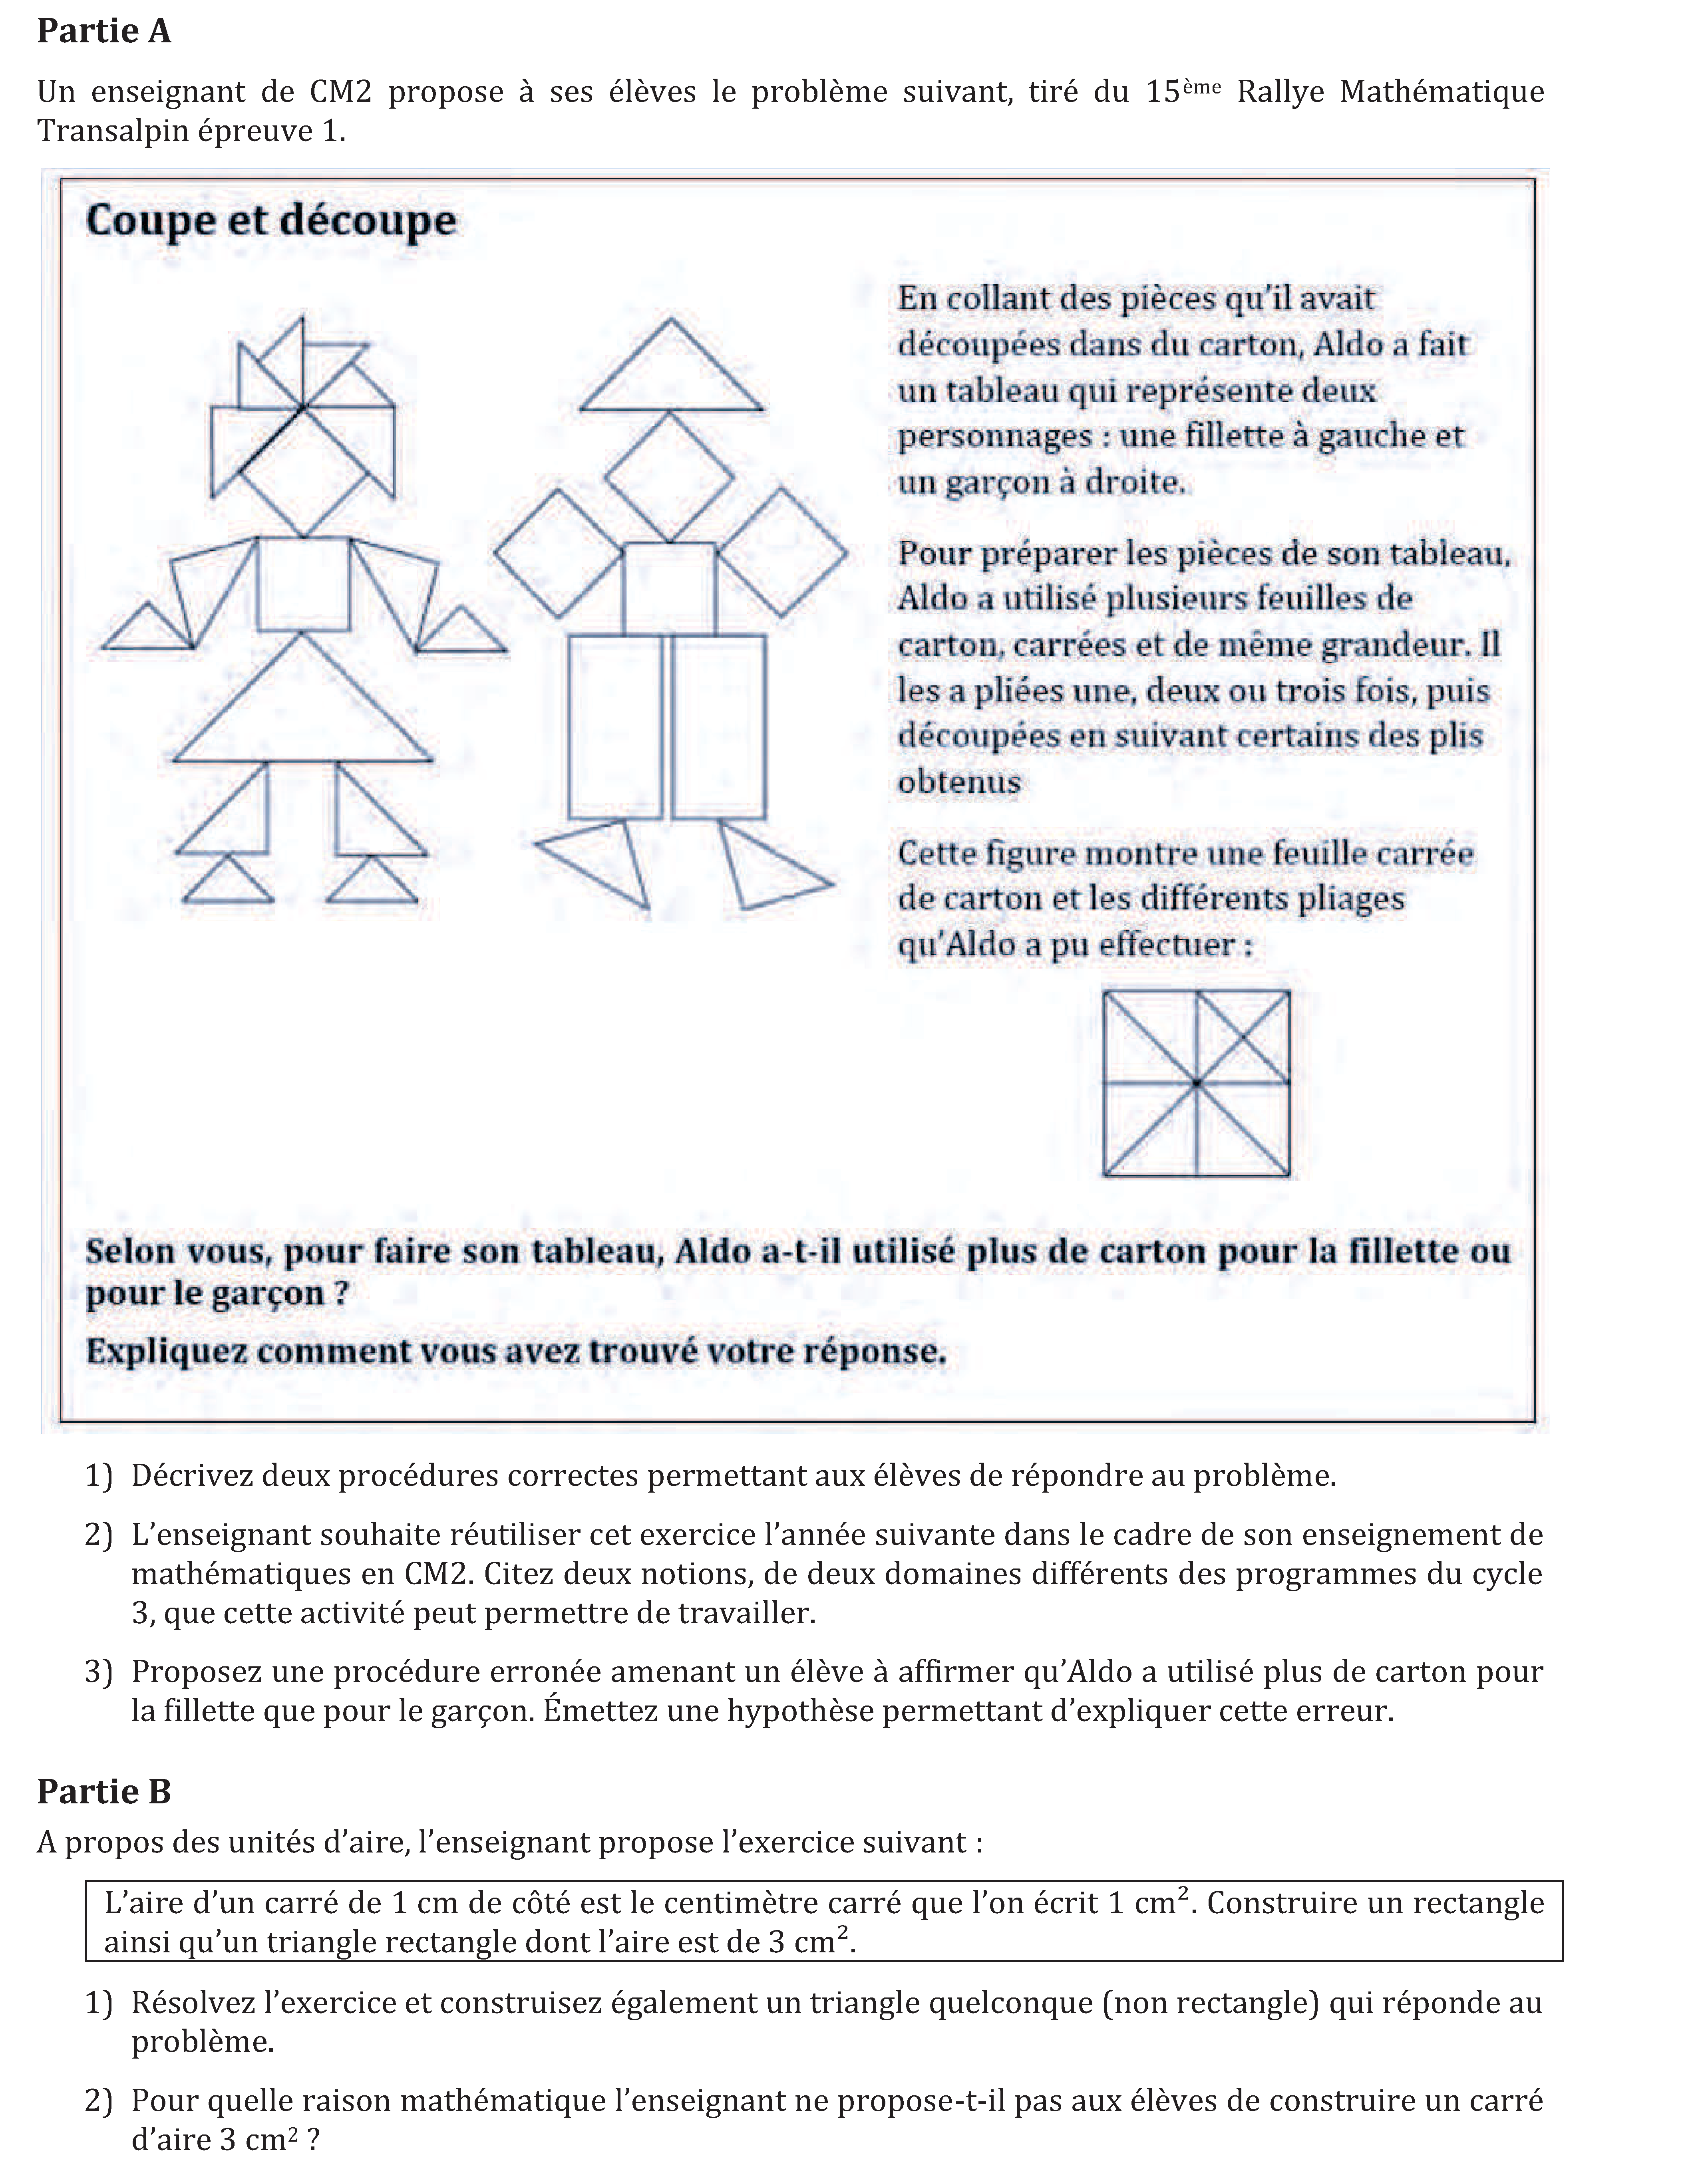 Partie A
Un enseignant de CM2 propose à ses élèves le problème suivant, tiré du 15ème Rallye Mathématique
Transalpin épreuve 1.
Coupe et découpe
En collant des pièces qu'il avait
découpées dans du carton, Aldo a fait
un tableau qui représente deux
personnages : une fillette à gauche et
un garçon à droite.
Pour préparer les pièces de son tableau,
Aldo a utilisé plusieurs feuilles de
carton, carrées et de même grandeur. Il
les a pliées une, deux ou trois fois, puis
découpées en suivant certains des plis
obtenus
Cette figure montre une feuille carrée
de carton et les différents pliages
qu'Aldo a pu effectuer :
Selon vous, pour faire son tableau, Aldo a-t-il utilisé plus de carton pour la fillette ou
pour le garçon ?
Expliquez comment vous avez trouvé votre réponse.
1) Décrivez deux procédures correctes permettant aux élèves de répondre au problème.
2) L'enseignant souhaite réutiliser cet exercice l'année suivante dans le cadre de son enseignement de
mathématiques en CM2. Citez deux notions, de deux domaines différents des programmes du cycle
3, que cette activité peut permettre de travailler.
3) Proposez une procédure erronée amenant un élève à affirmer qu'Aldo a utilisé plus de carton pour
la fillette que pour le garçon. Émettez une hypothèse permettant d'expliquer cette erreur.
Partie B
A propos des unités d'aire, l'enseignant propose l'exercice suivant :
L'aire d'un carré de 1 cm de côté est le centimètre carré que l'on écrit 1 cm². Construire un rectangle
ainsi qu'un triangle rectangle dont l'aire est de 3 cm².
1) Résolvez l'exercice et construisez également un triangle quelconque (non rectangle) qui réponde au
problème.
2) Pour quelle raison mathématique l'enseignant ne propose-t-il pas aux élèves de construire un carré
d'aire 3 cm² ?